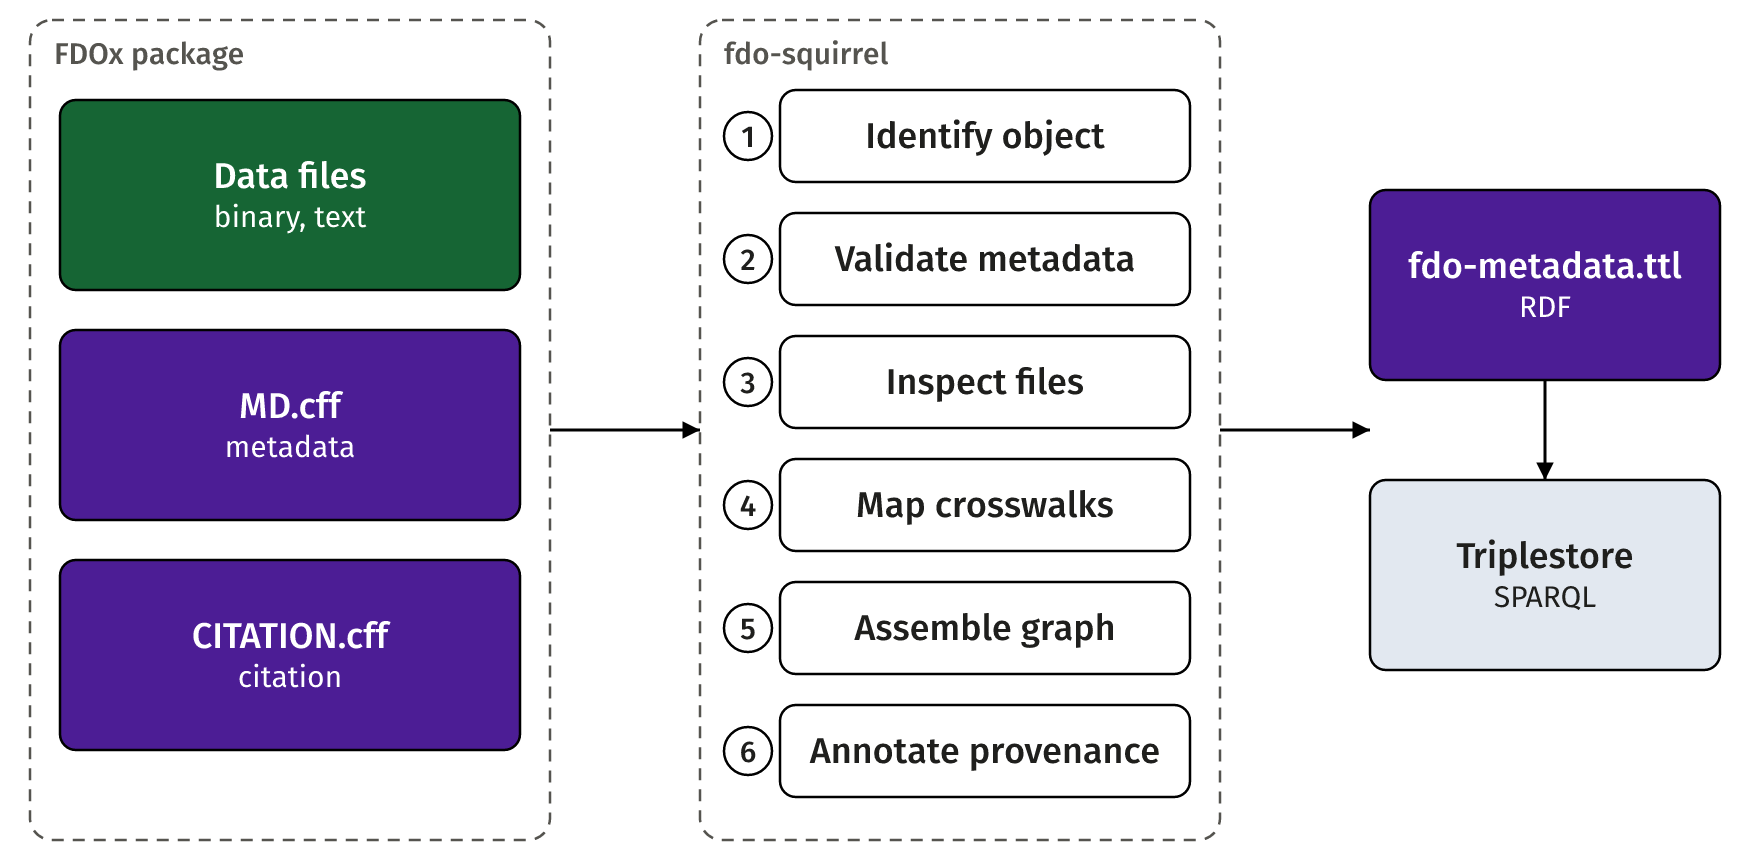 FDOx package
Data files
binary, text
MD.cff
metadata
CITATION.cff
citation
fdo-squirrel
1 Identify object
2 Validate metadata
3 Inspect files
4 Map crosswalks
5 Assemble graph
6 Annotate provenance
fdo-metadata.ttl
RDF
Triplestore
SPARQL